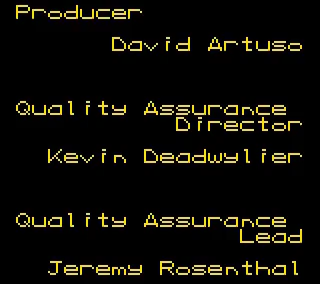 Producer
David Artuso
Quality Assurance
Director
Kevin Deadwylier
Quality Assurance
Lead
Jeremy Rosenthal